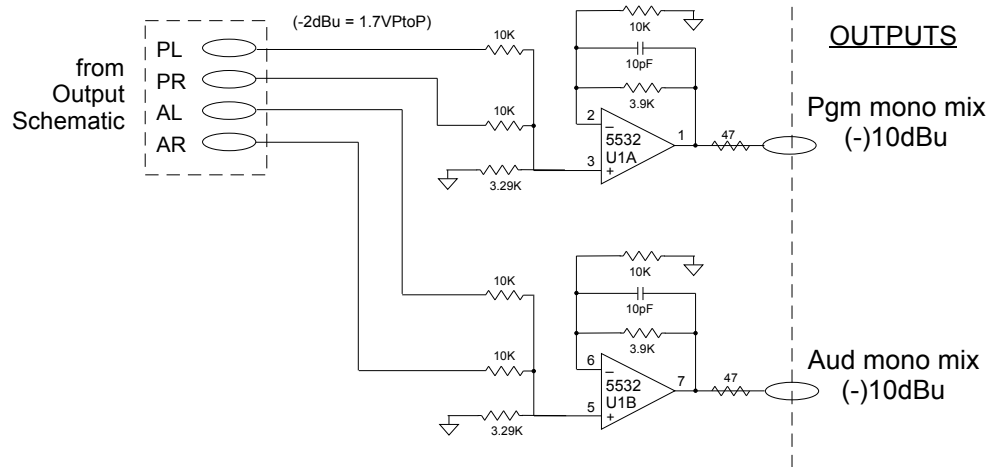 (-2dBu = 1.7VPtoP)
from
Output
Schematic
PL
PR
AL
AR
10K
10K
3.29K
10K
10pF
3.9K
2
−
5532
U1A
3
+
1
47
OUTPUTS
Pgm mono mix
(-)10dBu
10K
10K
3.29K
10K
10pF
3.9K
6
−
5532
U1B
5
+
7
47
Aud mono mix
(-)10dBu